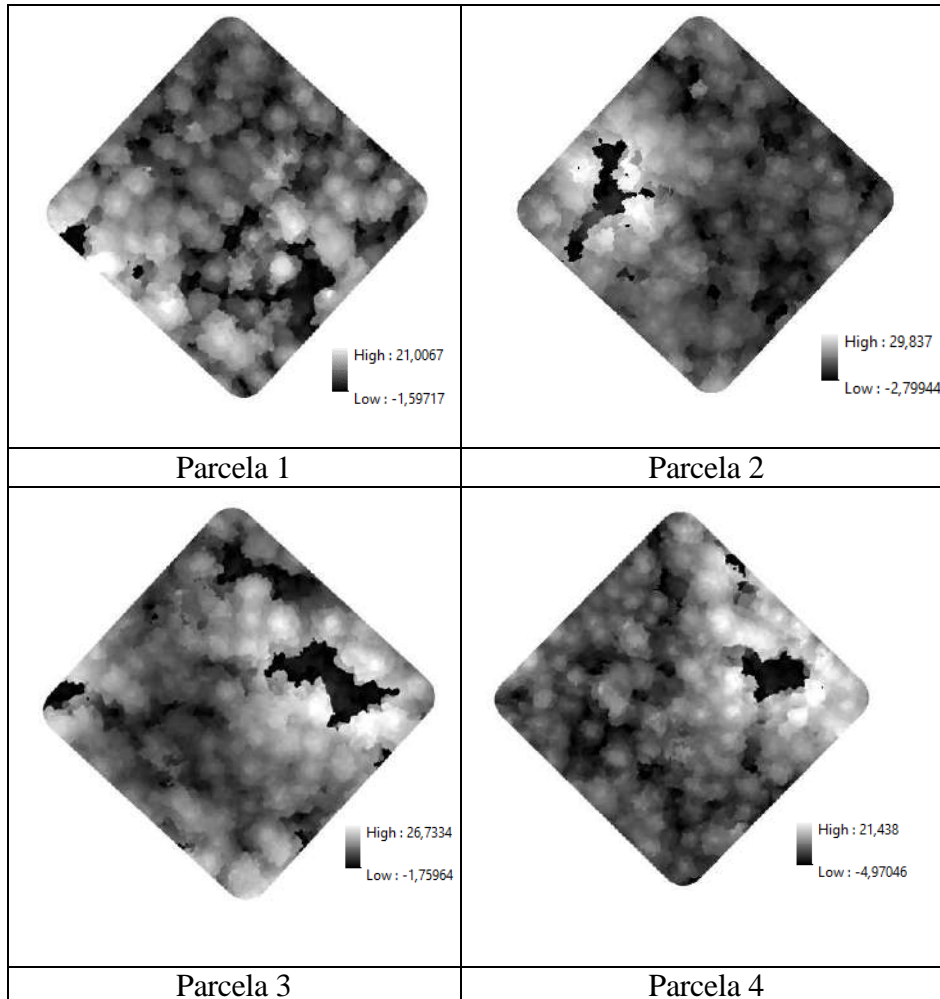 High : 21,0067
Low : -1,59717
High : 29,837
Low : -2,79944
Parcela 1
Parcela 2
High : 26,7334
Low : -1,75964
High : 21,438
Low : -4,97046
Parcela 3
Parcela 4